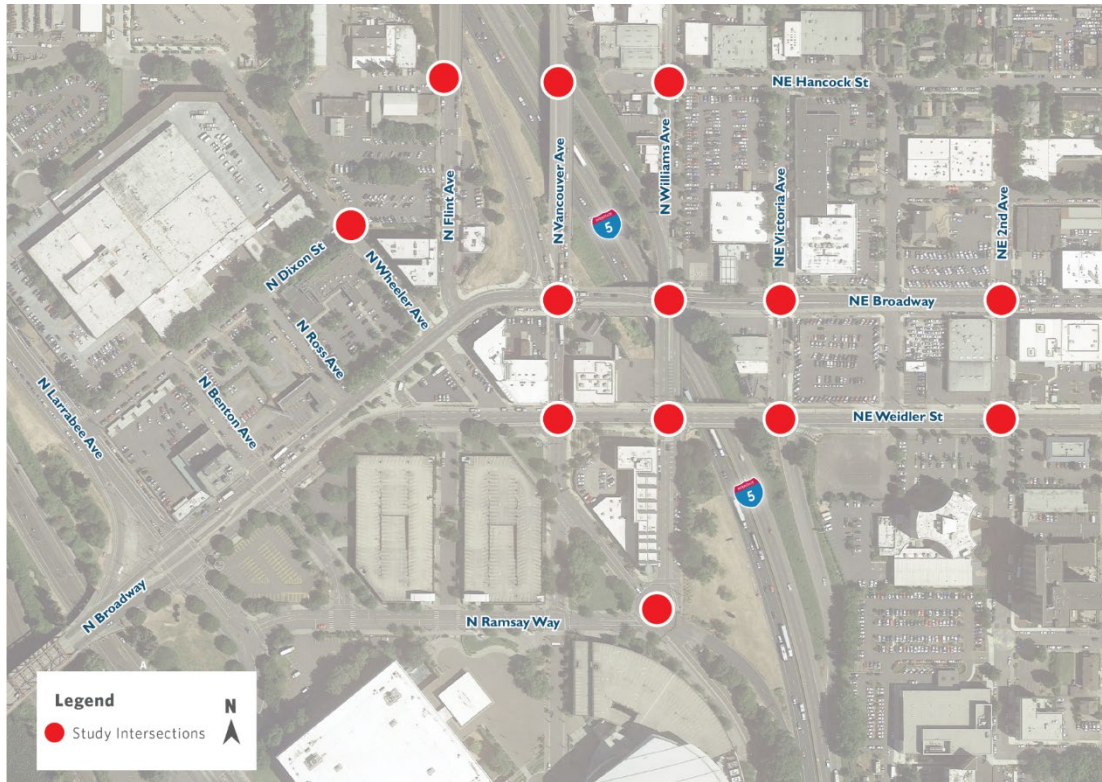 NE Hancock St
N Flint Ave
N Vancouver Ave
N Williams Ave
NE Victoria Ave
NE 2nd Ave
5
N Dixon St
N Wheeler Ave
NE Broadway
N Ross Ave
N Benton Ave
N Larrabee Ave
NE Weidler St
5
N Broadway
N Ramsay Way
Legend
N
Study Intersections